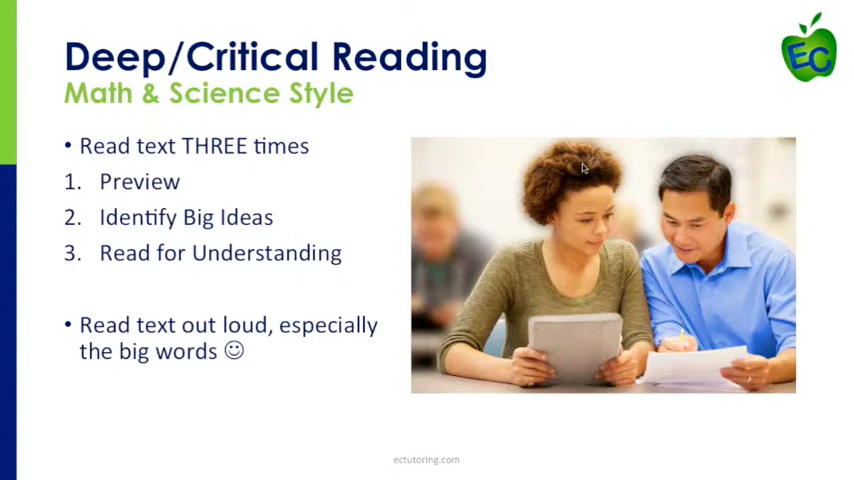 Deep/Critical Reading
EC
Math & Science Style
• Read text THREE times
1. Preview
2. Identify Big Ideas
3. Read for Understanding
• Read text out loud, especially
the big words ☺
ectutoring.com